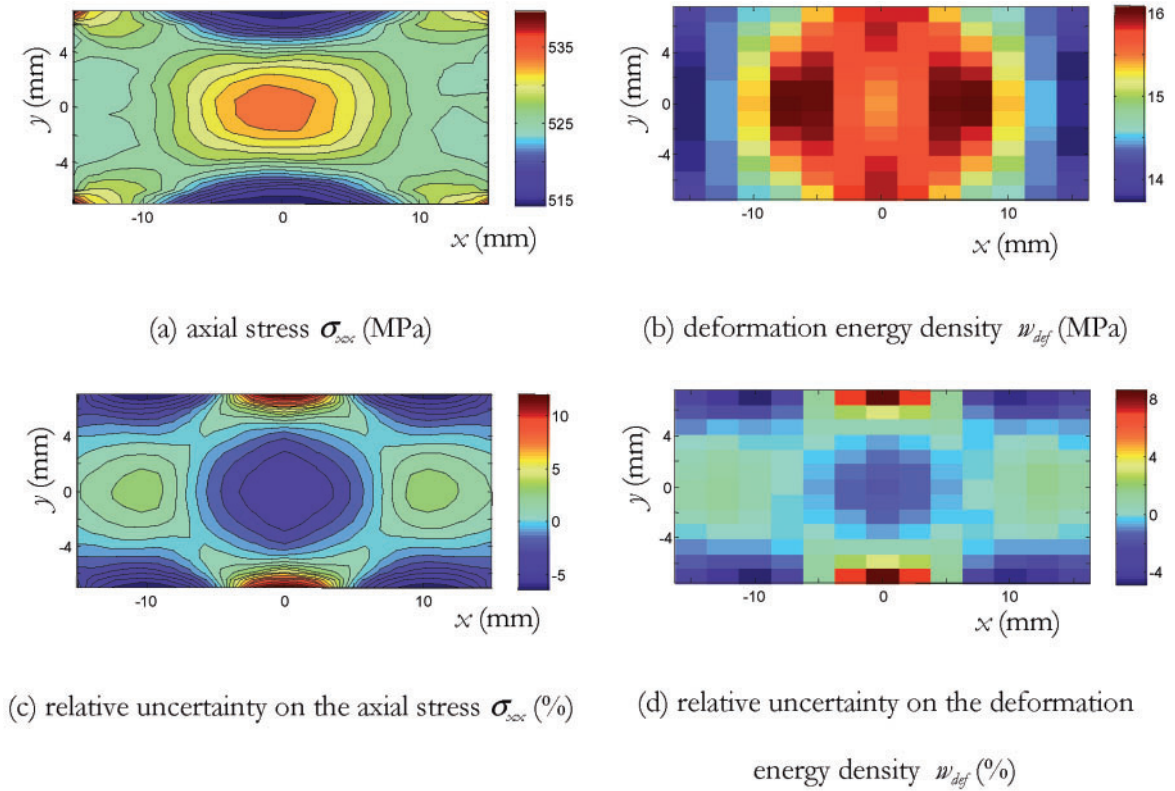 4
0
-4
y (mm)
-10
0
10
x (mm)
535
525
515
(a) axial stress σxx (MPa)
4
0
-4
y (mm)
-10
0
10
x (mm)
16
15
14
(b) deformation energy density wdef (MPa)
4
0
-4
y (mm)
-10
0
10
x (mm)
10
5
0
-5
(c) relative uncertainty on the axial stress σxx (%)
4
0
-4
y (mm)
-10
0
10
x (mm)
8
4
0
-4
(d) relative uncertainty on the deformation
energy density wdef (%)